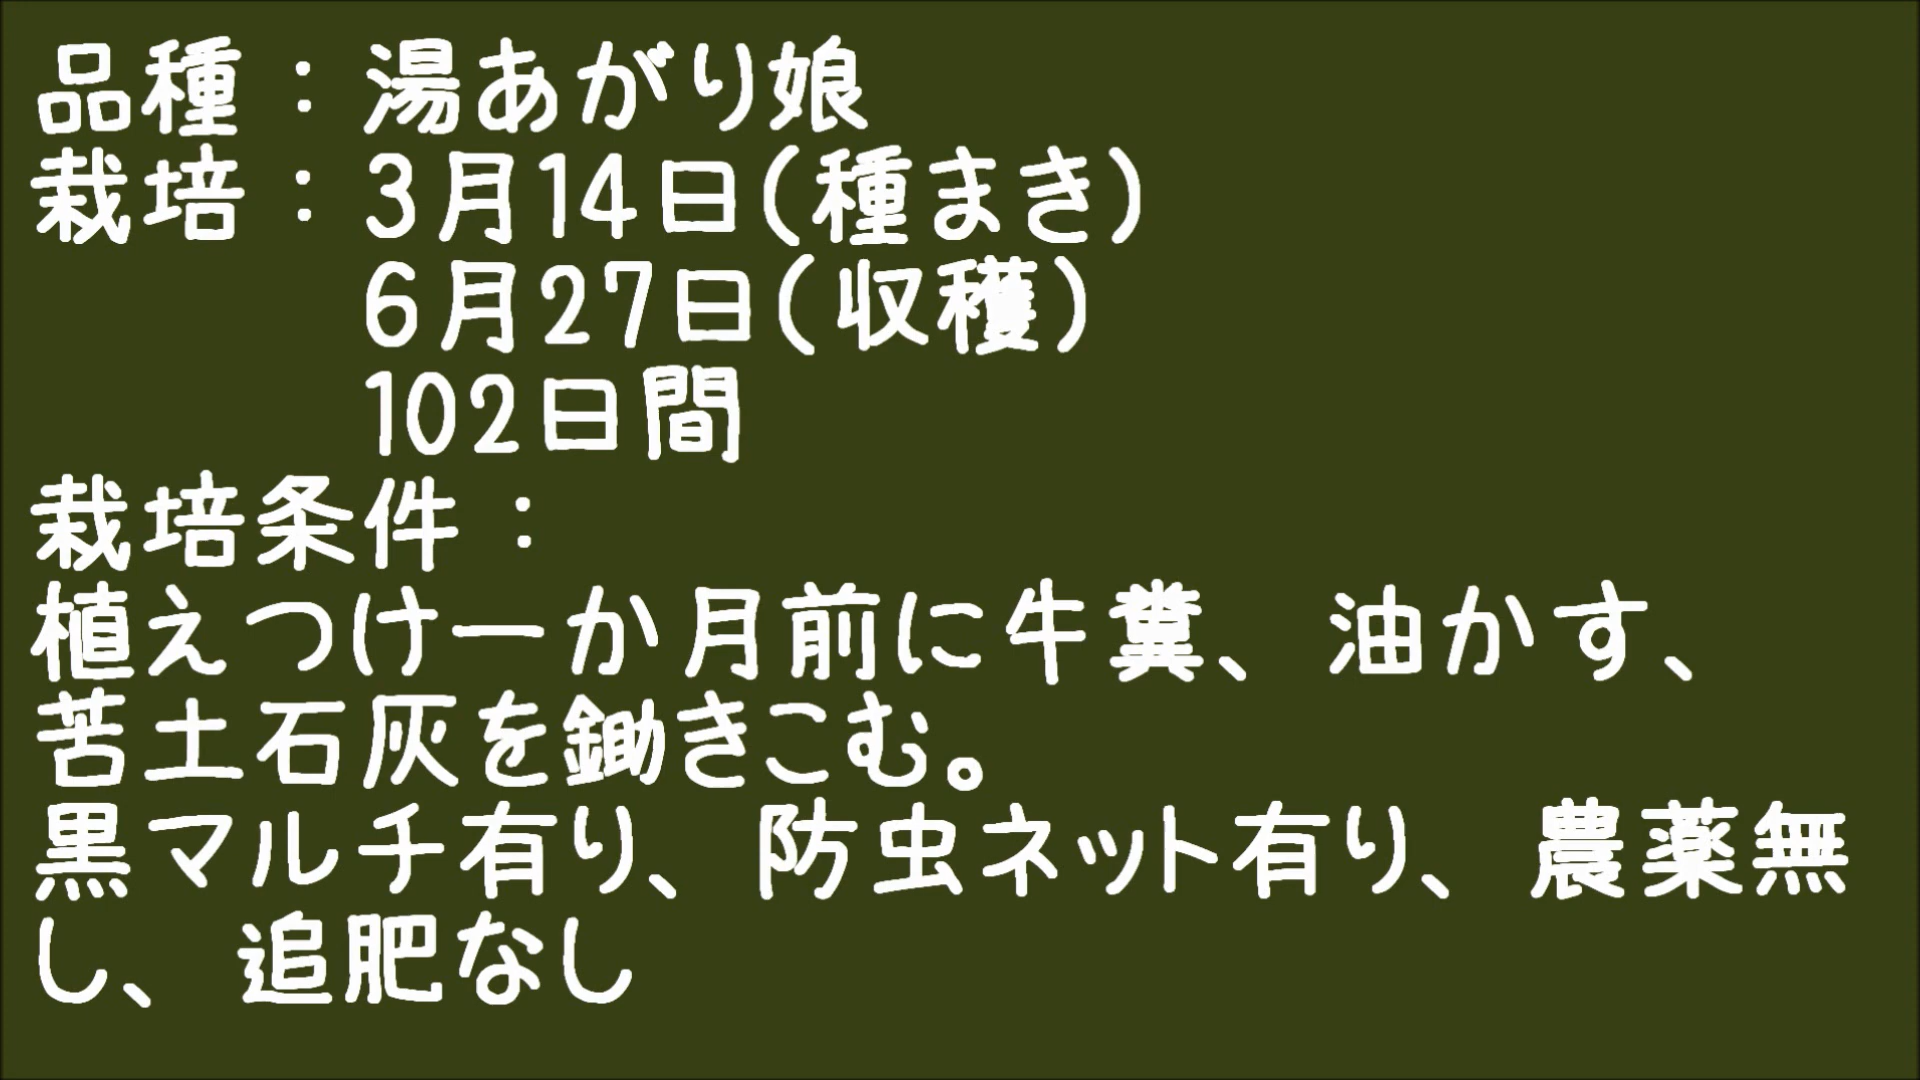 品種：湯あがり娘
栽培：3月14日(種まき)
6月27日(収穫)
102日間
栽培条件：
植えつけ一か月前に牛糞、油かす、
苦土石灰を鋤きこむ。
黒マルチ有り、防虫ネット有り、農薬無
し、追肥なし